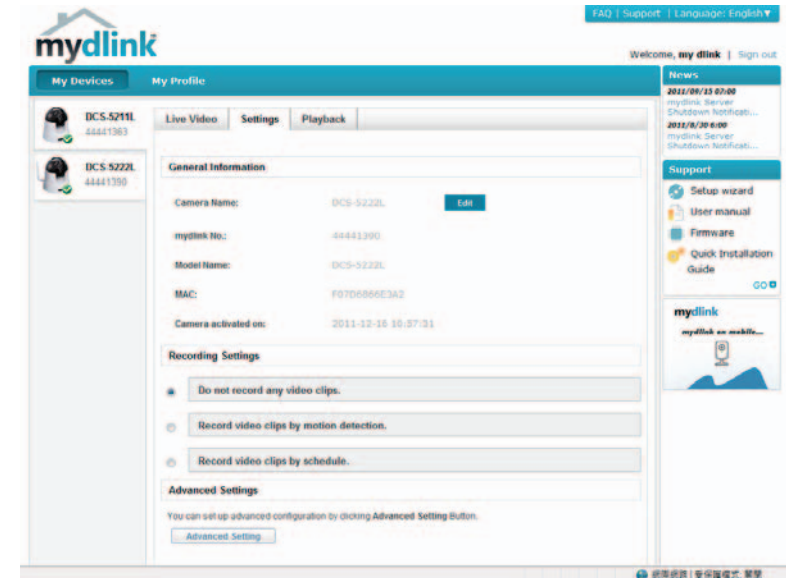 FAQ | Support | Language: English▼
mydlink
Welcome, my dlink | Sign out
My Devices My Profile
DCS-5211L
44441363
DCS-5222L
44441390
Live Video Settings Playback
General Information
Camera Name: DCS-5222L Edit
mydlink No.: 44441390
Model Name: DCS-5222L
MAC: F07D6866E3A2
Camera activated on: 2011-12-16 10:57:31
Recording Settings
Do not record any video clips.
Record video clips by motion detection.
Record video clips by schedule.
Advanced Settings
You can set up advanced configuration by clicking Advanced Setting Button.
Advanced Setting
News
2011/09/15 07:00
mydlink Server
Shutdown Notificati...
2011/8/30 6:00
mydlink Server
Shutdown Notificati...
Support
Setup wizard
User manual
Firmware
Quick Installation
Guide
GO
mydlink
mydlink on mobile...